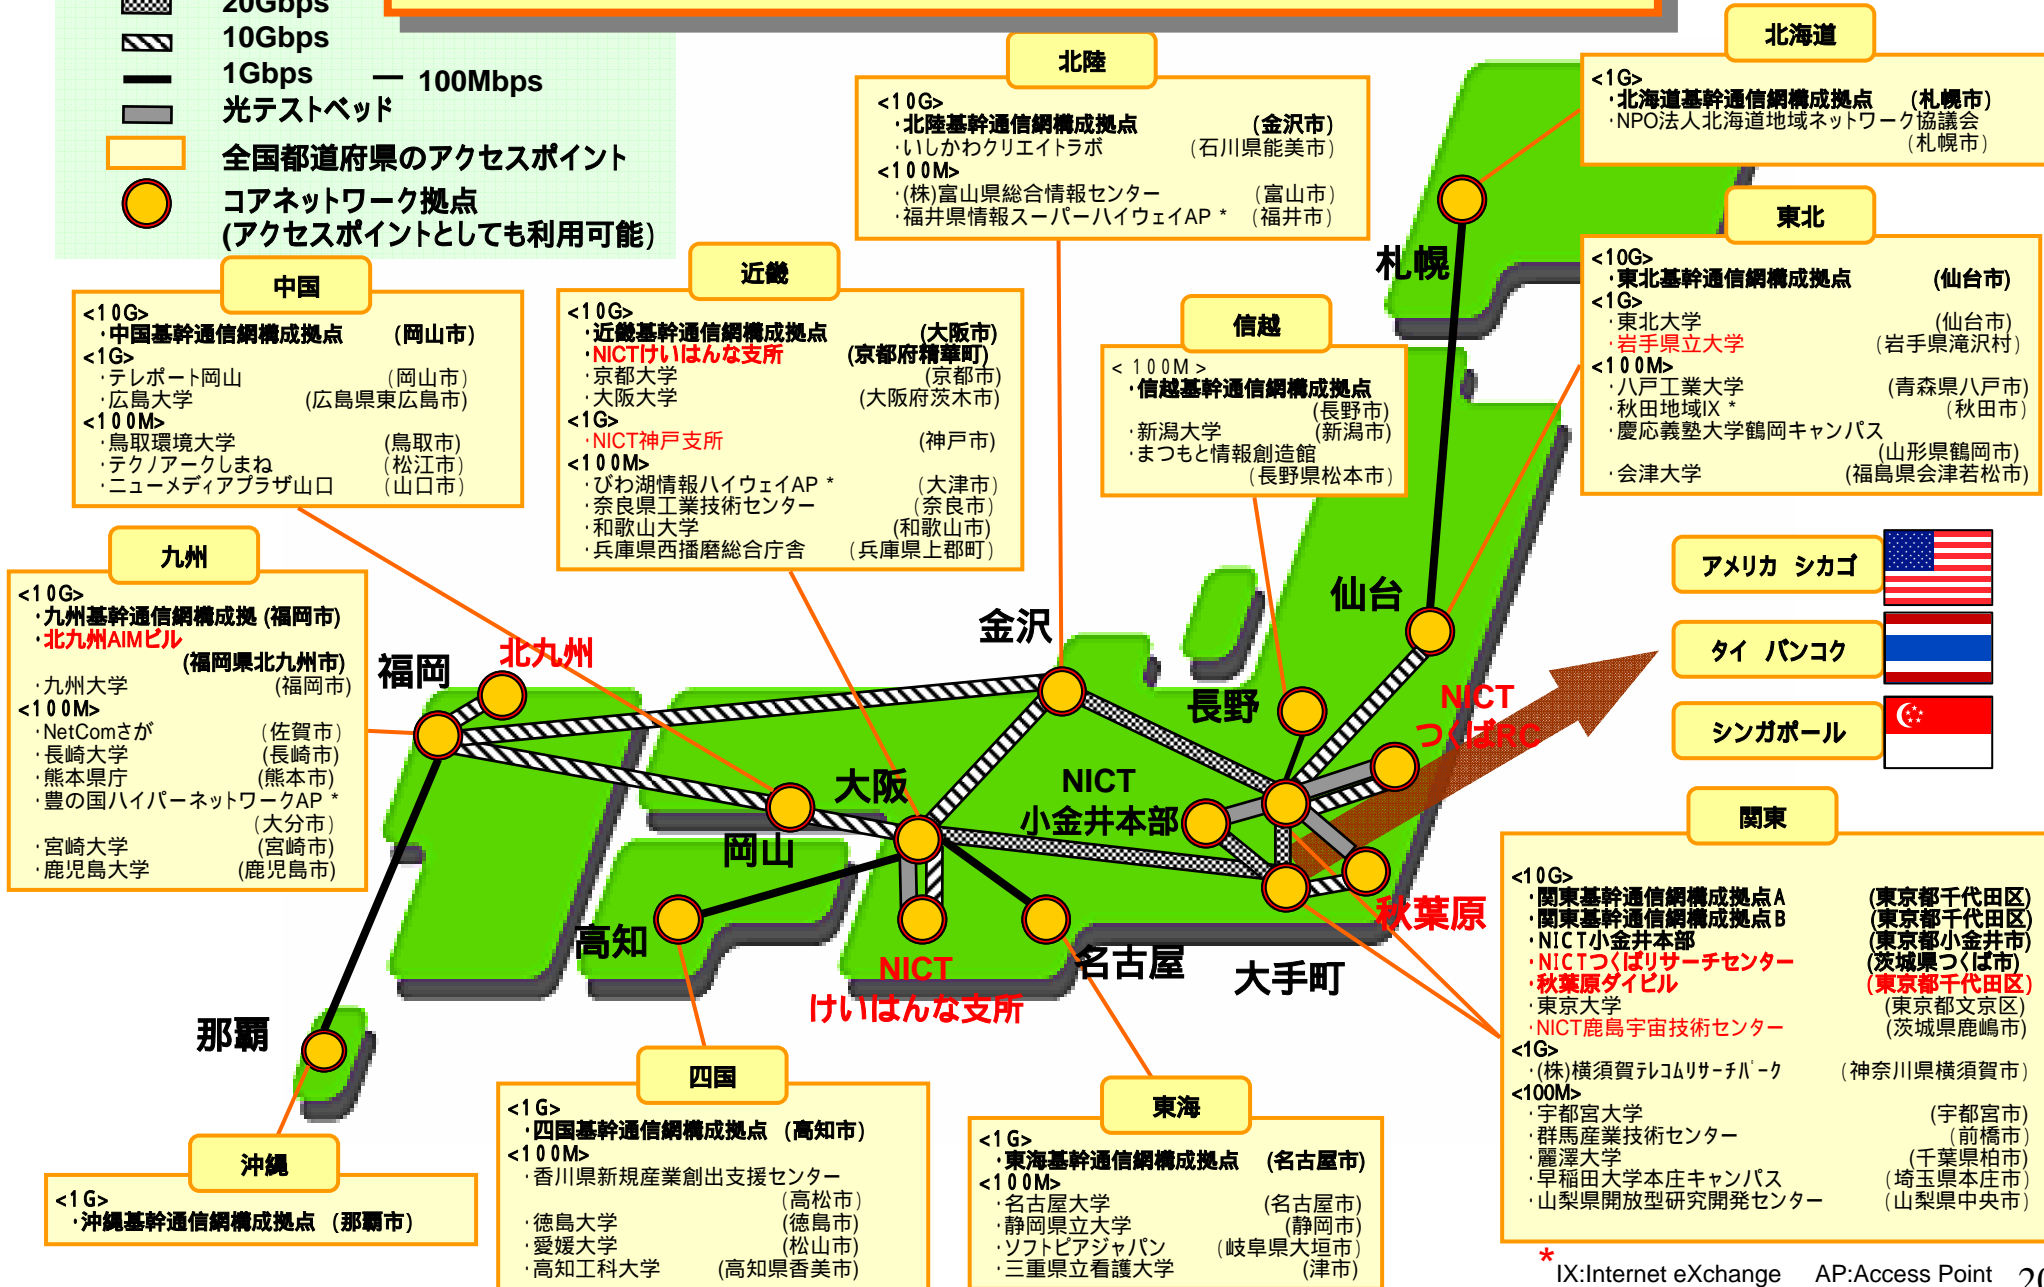 20Gbps
10Gbps
1Gbps
100Mbps
光テストベッド
全国都道府県のアクセスポイント
コアネットワーク拠点
(アクセスポイントとしても利用可能)
北海道
<1G>
・北海道基幹通信網構成拠点 (札幌市)
・NPO法人北海道地域ネットワーク協議会
(札幌市)
北陸
<10G>
・北陸基幹通信網構成拠点 (金沢市)
・いしかわクリエイトラボ (石川県能美市)
<100M>
・(株)富山県総合情報センター (富山市)
・福井県情報スーパーハイウェイAP * (福井市)
東北
<10G>
・東北基幹通信網構成拠点 (仙台市)
<1G>
・東北大学 (仙台市)
・岩手県立大学 (岩手県滝沢村)
<100M>
・八戸工業大学 (青森県八戸市)
・秋田地域IX * (秋田市)
・慶応義塾大学鶴岡キャンパス
(山形県鶴岡市)
・会津大学 (福島県会津若松市)
中国
<10G>
・中国基幹通信網構成拠点 (岡山市)
<1G>
・テレポート岡山 (岡山市)
・広島大学 (広島県東広島市)
<100M>
・鳥取環境大学 (鳥取市)
・テクノアークしまね (松江市)
・ニューメディアプラザ山口 (山口市)
近畿
<10G>
・近畿基幹通信網構成拠点 (大阪市)
・NICTけいはんな支所 (京都府精華町)
・京都大学 (京都市)
・大阪大学 (大阪府茨木市)
<1G>
・NICT神戸支所 (神戸市)
<100M>
・びわ湖情報ハイウェイAP * (大津市)
・奈良県工業技術センター (奈良市)
・和歌山大学 (和歌山市)
・兵庫県西播磨総合庁舎 (兵庫県上郡町)
信越
<100M>
・信越基幹通信網構成拠点
(長野市)
・新潟大学 (新潟市)
・まつもと情報創造館
(長野県松本市)
九州
<10G>
・九州基幹通信網構成拠 (福岡市)
・北九州AIMビル
(福岡県北九州市)
・九州大学 (福岡市)
<100M>
・NetComさが (佐賀市)
・長崎大学 (長崎市)
・熊本県庁 (熊本市)
・豊の国ハイパーネットワークAP *
(大分市)
・宮崎大学 (宮崎市)
・鹿児島大学 (鹿児島市)
札幌
仙台
金沢
長野
福岡
北九州
NICT
つくばRC
NICT
小金井本部
大阪
岡山
高知
NICT
けいはんな支所
名古屋
大手町
秋葉原
那覇
アメリカ シカゴ
タイ バンコク
シンガポール
関東
<10G>
・関東基幹通信網構成拠点A (東京都千代田区)
・関東基幹通信網構成拠点B (東京都千代田区)
・NICT小金井本部 (東京都小金井市)
・NICTつくばリサーチセンター (茨城県つくば市)
・秋葉原ダイビル (東京都千代田区)
・東京大学 (東京都文京区)
・NICT鹿島宇宙技術センター (茨城県鹿嶋市)
<1G>
・(株)横須賀テレコムリサーチパーク (神奈川県横須賀市)
<100M>
・宇都宮大学 (宇都宮市)
・群馬産業技術センター (前橋市)
・麗澤大学 (千葉県柏市)
・早稲田大学本庄キャンパス (埼玉県本庄市)
・山梨県開放型研究開発センター (山梨県中央市)
沖縄
<1G>
・沖縄基幹通信網構成拠点 (那覇市)
四国
<1G>
・四国基幹通信網構成拠点 (高知市)
<100M>
・香川県新規産業創出支援センター
(高松市)
・徳島大学 (徳島市)
・愛媛大学 (松山市)
・高知工科大学 (高知県香美市)
東海
<1G>
・東海基幹通信網構成拠点 (名古屋市)
<100M>
・名古屋大学 (名古屋市)
・静岡県立大学 (静岡市)
・ソフトピアジャパン (岐阜県大垣市)
・三重県立看護大学 (津市)
* IX:Internet eXchange AP:Access Point